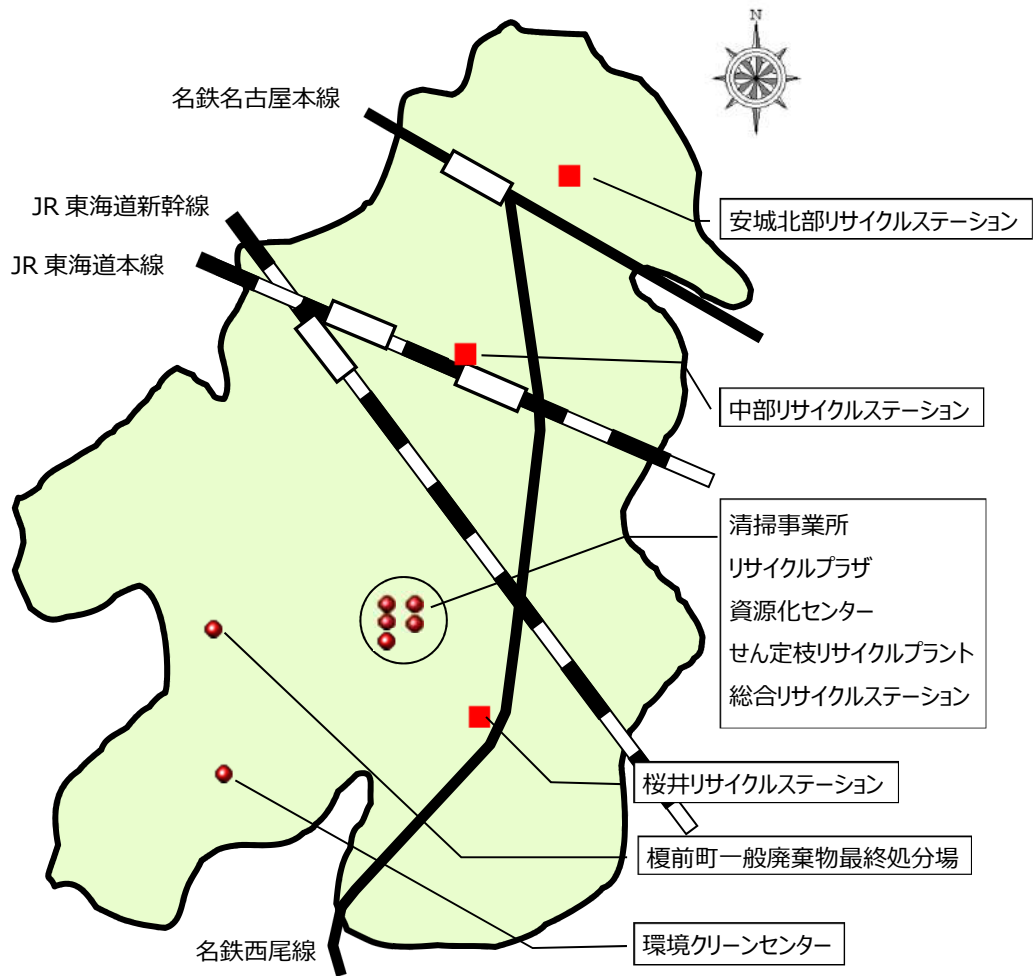 N
名鉄名古屋本線
JR 東海道新幹線
安城北部リサイクルステーション
JR 東海道本線
中部リサイクルステーション
清掃事業所
リサイクルプラザ
資源化センター
せん定枝リサイクルプラント
総合リサイクルステーション
桜井リサイクルステーション
榎前町一般廃棄物最終処分場
環境クリーンセンター
名鉄西尾線